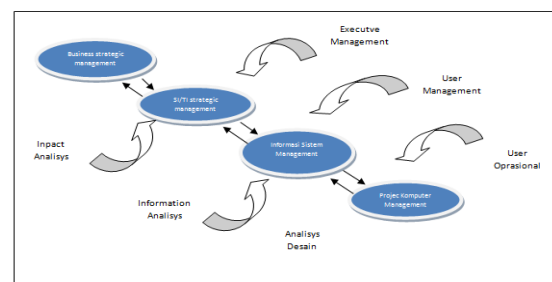 Executve
Management
Business strategic
management
User
Management
SI/TI strategic
management
Inpact
Analisys
Informasi Sistem
Management
User
Oprasional
Information
Analisys
Projec Komputer
Management
Analisys
Desain